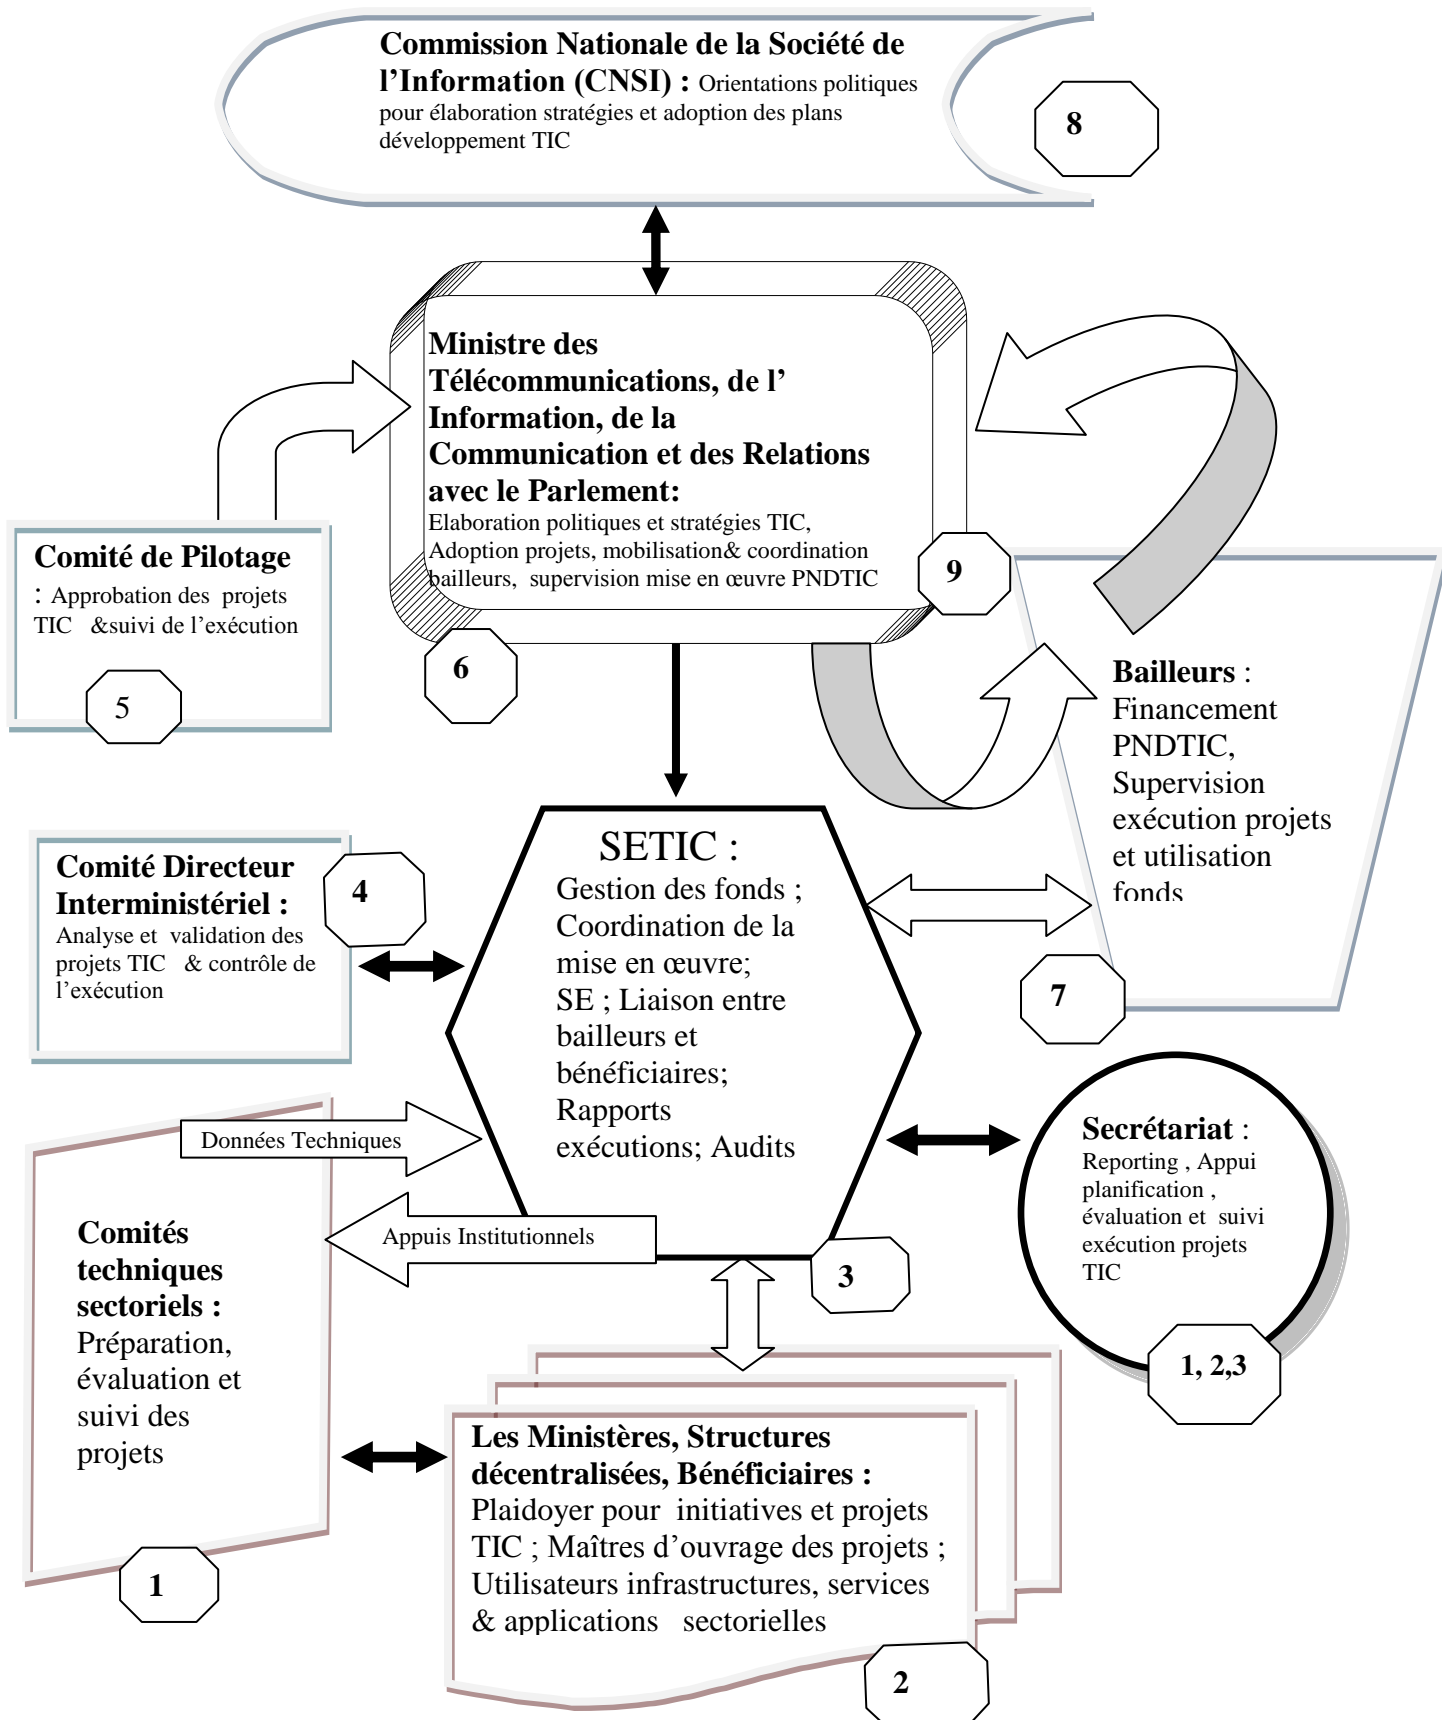 Commission Nationale de la Société de
l’Information (CNSI) : Orientations politiques
pour élaboration stratégies et adoption des plans
développement TIC
8
Ministre des
Télécommunications, de l’
Information, de la
Communication et des Relations
avec le Parlement:
Elaboration politiques et stratégies TIC,
Adoption projets, mobilisation& coordination
bailleurs, supervision mise en œuvre PNDTIC
9
6
Comité de Pilotage
: Approbation des projets
TIC &suivi de l’exécution
5
Bailleurs :
Financement
PNDTIC,
Supervision
exécution projets
et utilisation
fonds
7
Comité Directeur
Interministériel :
Analyse et validation des
projets TIC & contrôle de
l’exécution
4
SETIC :
Gestion des fonds ;
Coordination de la
mise en œuvre;
SE ; Liaison entre
bailleurs et
bénéficiaires;
Rapports
exécutions; Audits
3
Données Techniques
Appuis Institutionnels
Secrétariat :
Reporting , Appui
planification ,
évaluation et suivi
exécution projets
TIC
1, 2,3
Comités
techniques
sectoriels :
Préparation,
évaluation et
suivi des
projets
1
Les Ministères, Structures
décentralisées, Bénéficiaires :
Plaidoyer pour initiatives et projets
TIC ; Maîtres d’ouvrage des projets ;
Utilisateurs infrastructures, services
& applications sectorielles
2